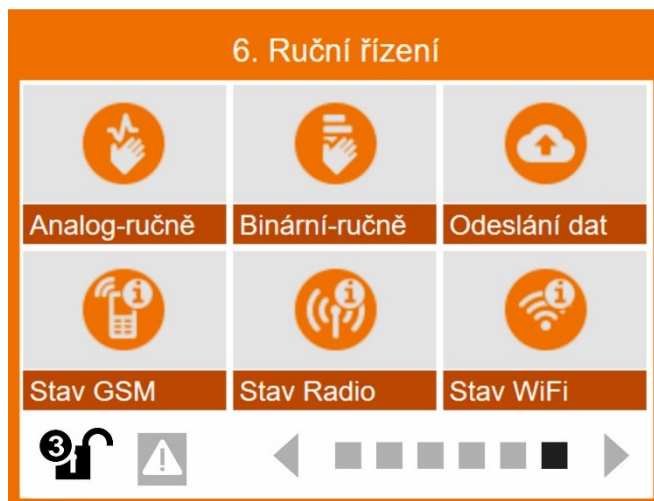 6. Ruční řízení
Analog-ručně Binární-ručně Odeslání dat
Stav GSM Stav Radio Stav WiFi
3